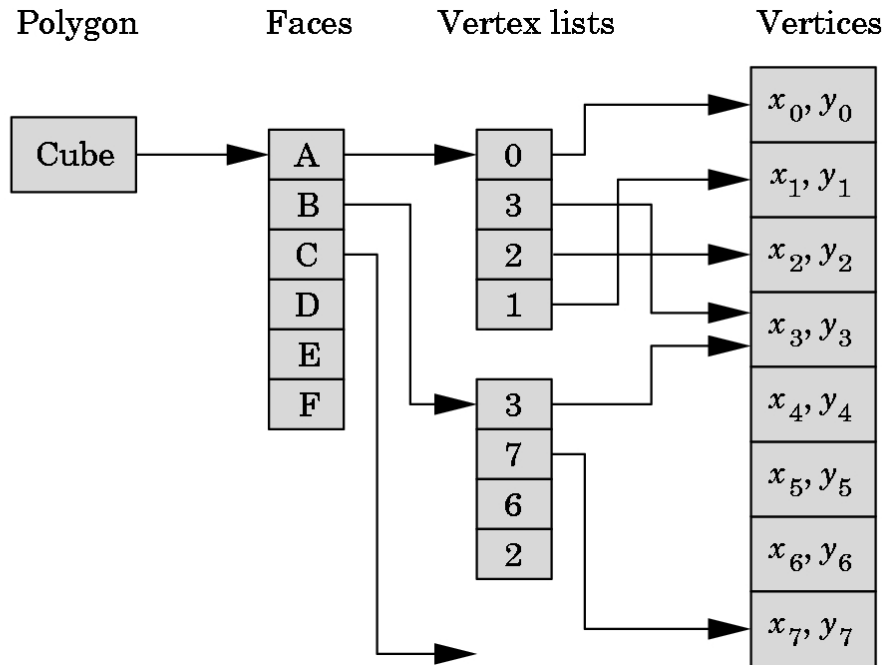 Polygon Faces Vertex lists Vertices
Cube
A
B
C
D
E
F
0
3
2
1
3
7
6
2
x0, y0
x1, y1
x2, y2
x3, y3
x4, y4
x5, y5
x6, y6
x7, y7